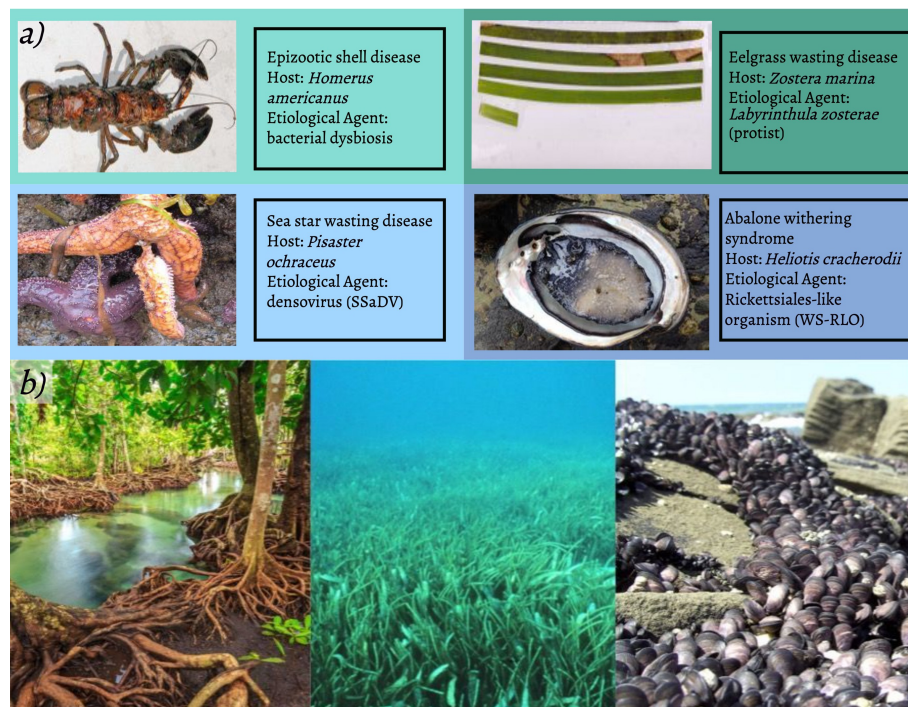 a)
Epizootic shell disease
Host: Homerus
americanus
Etiological Agent:
bacterial dysbiosis
Eelgrass wasting disease
Host: Zostera marina
Etiological Agent:
Labyrinthula zosterae
(protist)
Sea star wasting disease
Host: Pisaster
ochraceus
Etiological Agent:
densovirus (SSaDV)
Abalone withering
syndrome
Host: Heliotis cracherodii
Etiological Agent:
Rickettsiales-like
organism (WS-RLO)
b)